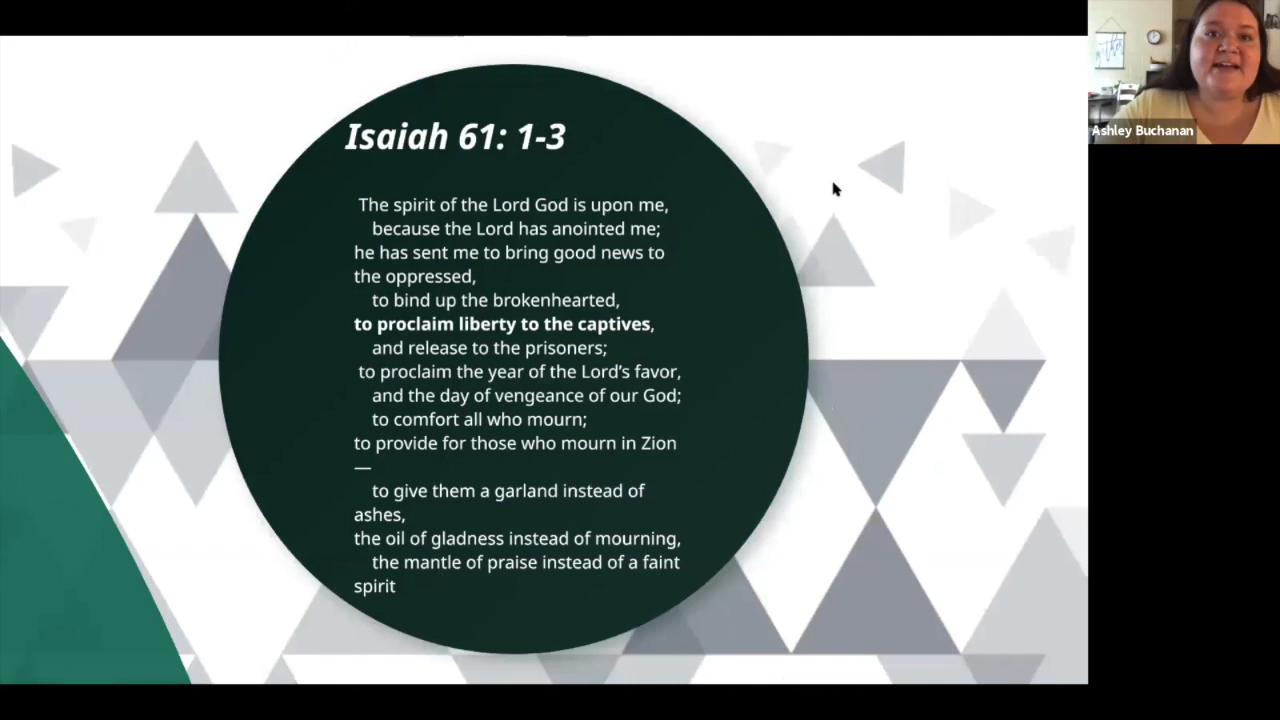 Isaiah 61: 1-3
The spirit of the Lord God is upon me,
because the Lord has anointed me;
he has sent me to bring good news to
the oppressed,
to bind up the brokenhearted,
to proclaim liberty to the captives,
and release to the prisoners;
to proclaim the year of the Lord’s favor,
and the day of vengeance of our God;
to comfort all who mourn;
to provide for those who mourn in Zion
—
to give them a garland instead of
ashes,
the oil of gladness instead of mourning,
the mantle of praise instead of a faint
spirit
Ashley Buchanan